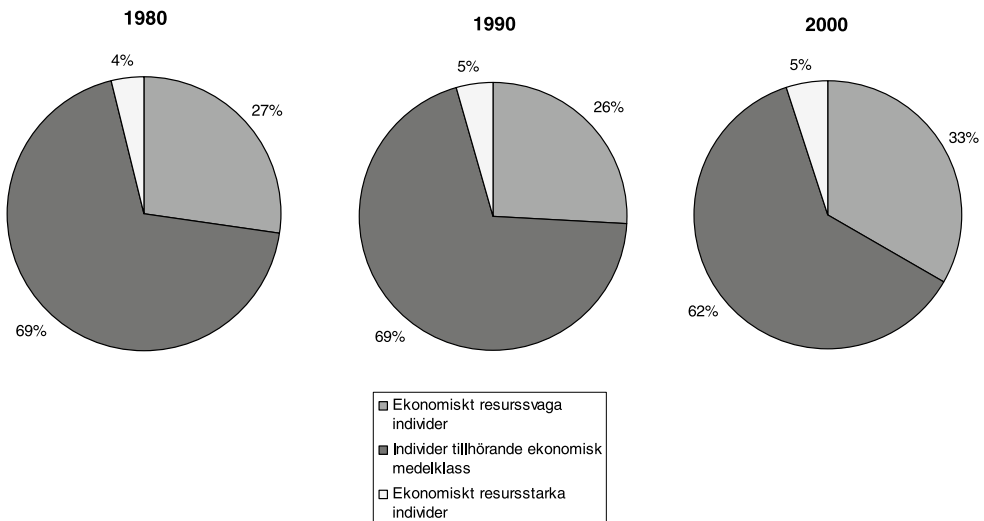 1980
1990
2000
4%
27%
69%
5%
26%
69%
5%
33%
62%
Ekonomiskt resurssvaga
individer
Individer tillhörande ekonomisk
medelklass
Ekonomiskt resursstarka
individer